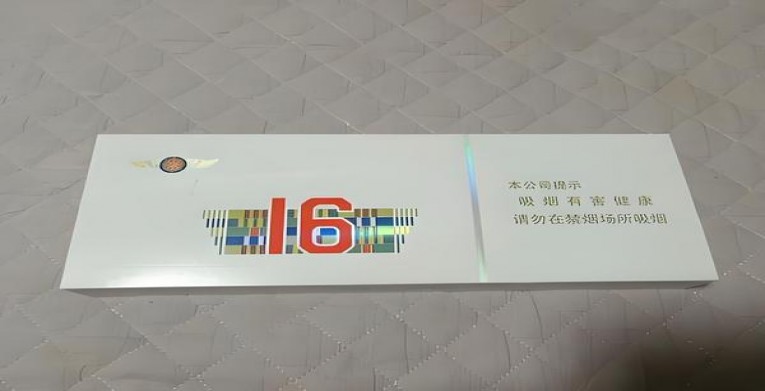 16
本公司提示
吸烟有害健康
请勿在禁烟场所吸烟